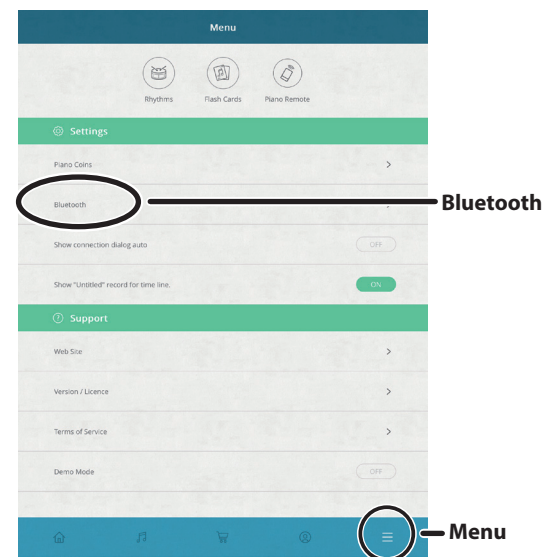 Menu
Rhythms Flash Cards Piano Remote
Settings
Piano Coins
Bluetooth
Bluetooth
Show connection dialog auto OFF
Show "Untitled" record for time line. ON
Support
Web Site
Version / Licence
Terms of Service
Demo Mode OFF
Menu